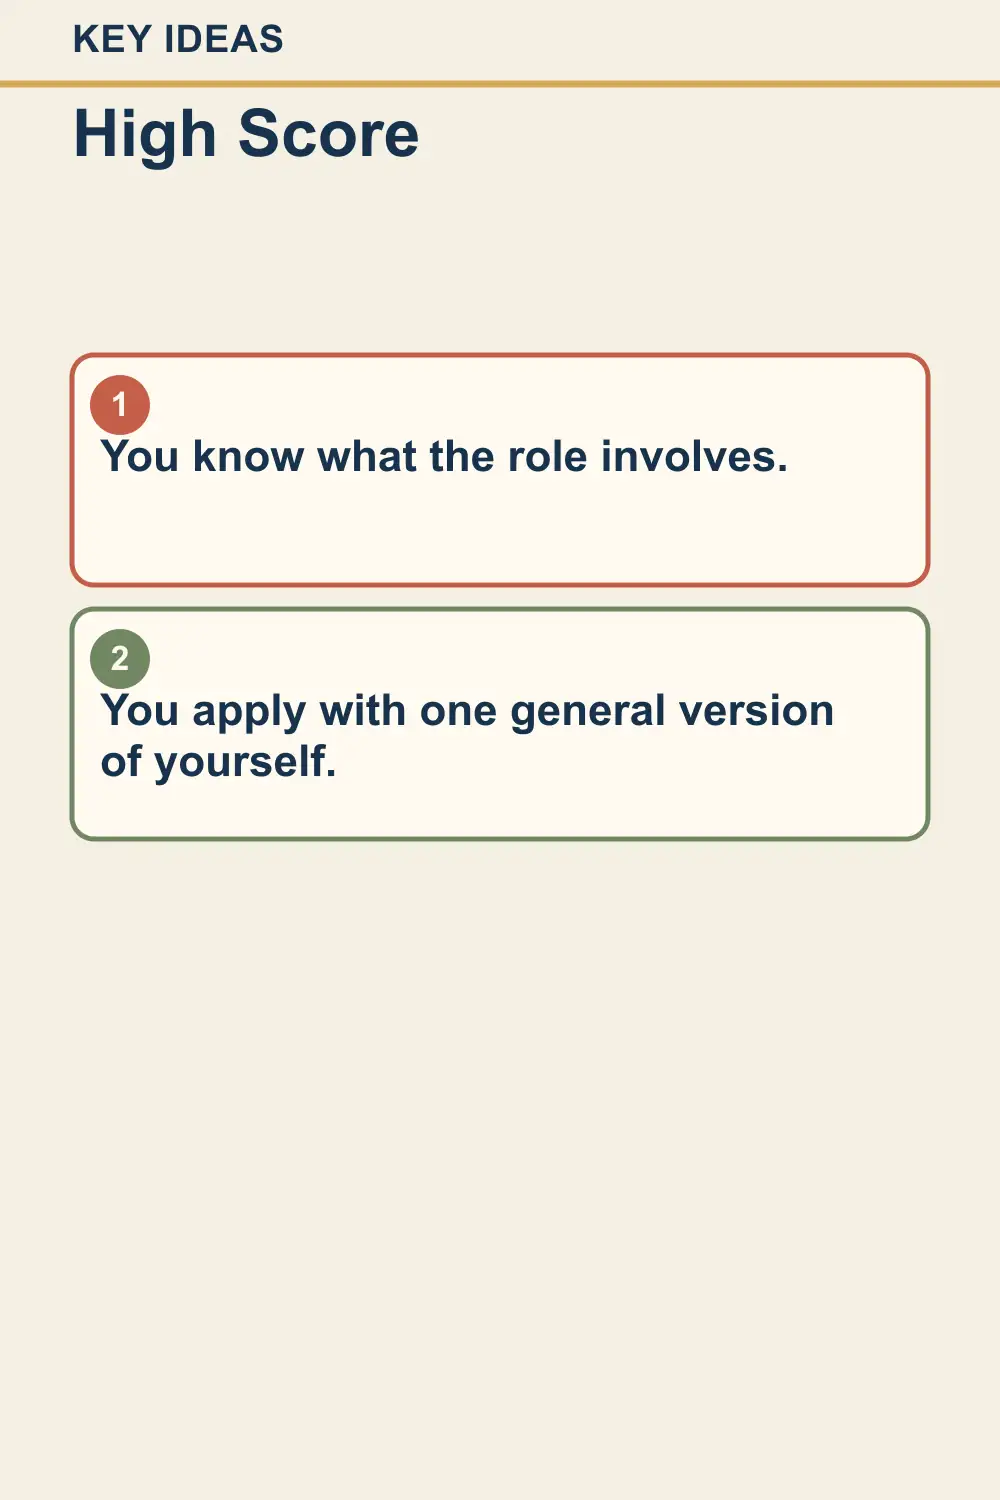 KEY IDEAS
High Score
1
You know what the role involves.
2
You apply with one general version
of yourself.